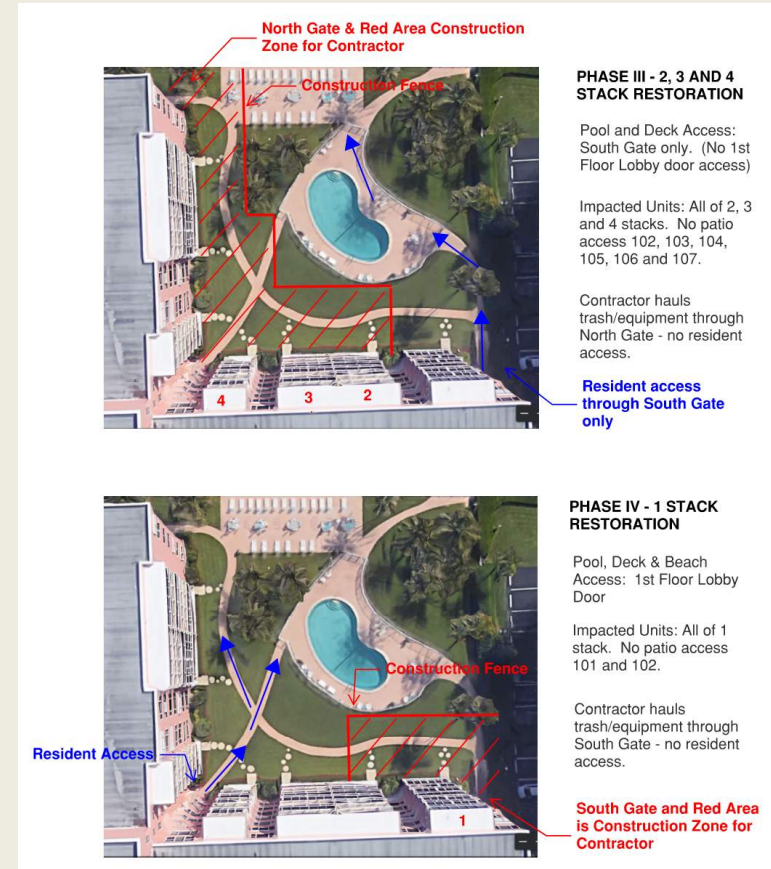 North Gate & Red Area Construction
Zone for Contractor
Construction Fence
4
3
2
PHASE III - 2, 3 AND 4
STACK RESTORATION
Pool and Deck Access:
South Gate only.  (No 1st
Floor Lobby door access)
Impacted Units: All of 2, 3
and 4 stacks.  No patio
access 102, 103, 104,
105, 106 and 107.
Contractor hauls
trash/equipment through
North Gate - no resident
access.
Resident access
through South Gate
only
Construction Fence
Resident Access
1
PHASE IV - 1 STACK
RESTORATION
Pool, Deck & Beach
Access:  1st Floor Lobby
Door
Impacted Units: All of 1
stack.  No patio access
101 and 102.
Contractor hauls
trash/equipment through
South Gate - no resident
access.
South Gate and Red Area
is Construction Zone for
Contractor